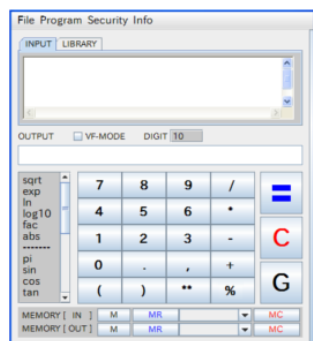 File Program Security Info
INPUT LIBRARY
OUTPUT VF-MODE DIGIT 10
sqrt
exp
ln
log10
fac
abs
-------
pi
sin
cos
tan
7 8 9 /
4 5 6 *
1 2 3 -
0 . , +
( ) ** %
=
C
G
MEMORY [ IN ] M MR MC
MEMORY [ OUT ] M MR MC